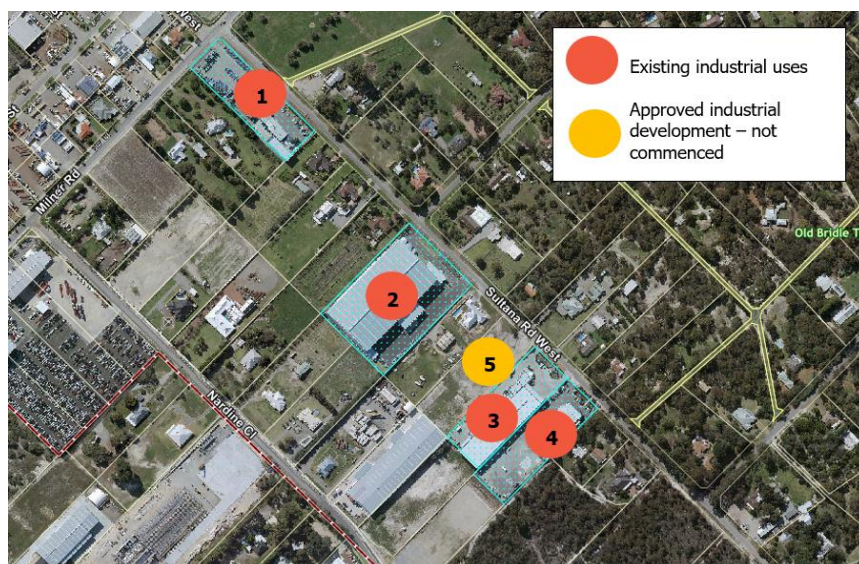 West
1
Existing industrial uses
Approved industrial
development – not
commenced
St
Milner Rd
Old Bridle T
2
Sultana Rd West
5
Nardine Cl
3
4